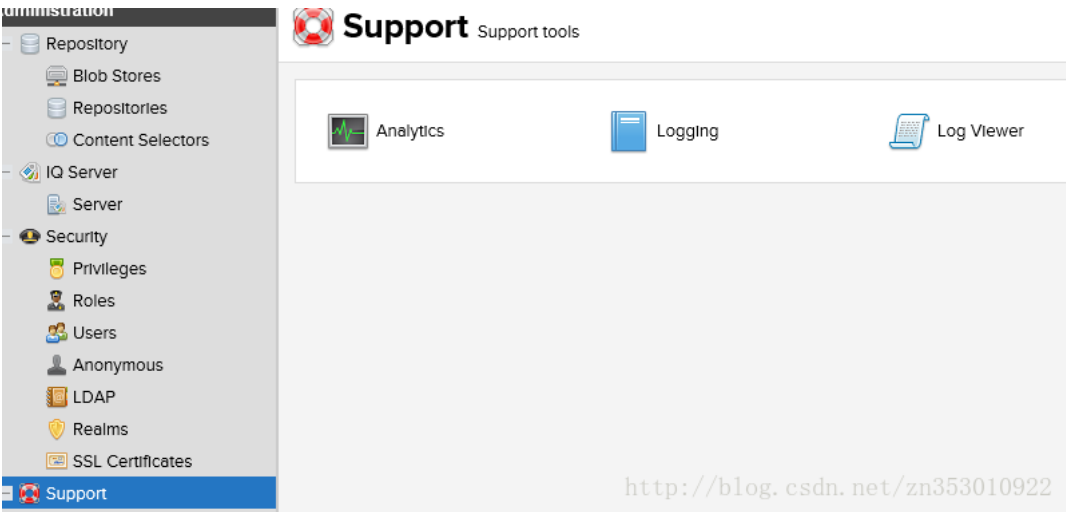 Administration
Repository
Blob Stores
Repositories
Content Selectors
IQ Server
Server
Security
Privileges
Roles
Users
Anonymous
LDAP
Realms
SSL Certificates
Support
Support Support tools
Analytics
Logging
Log Viewer
http://blog.csdn.net/zn353010922